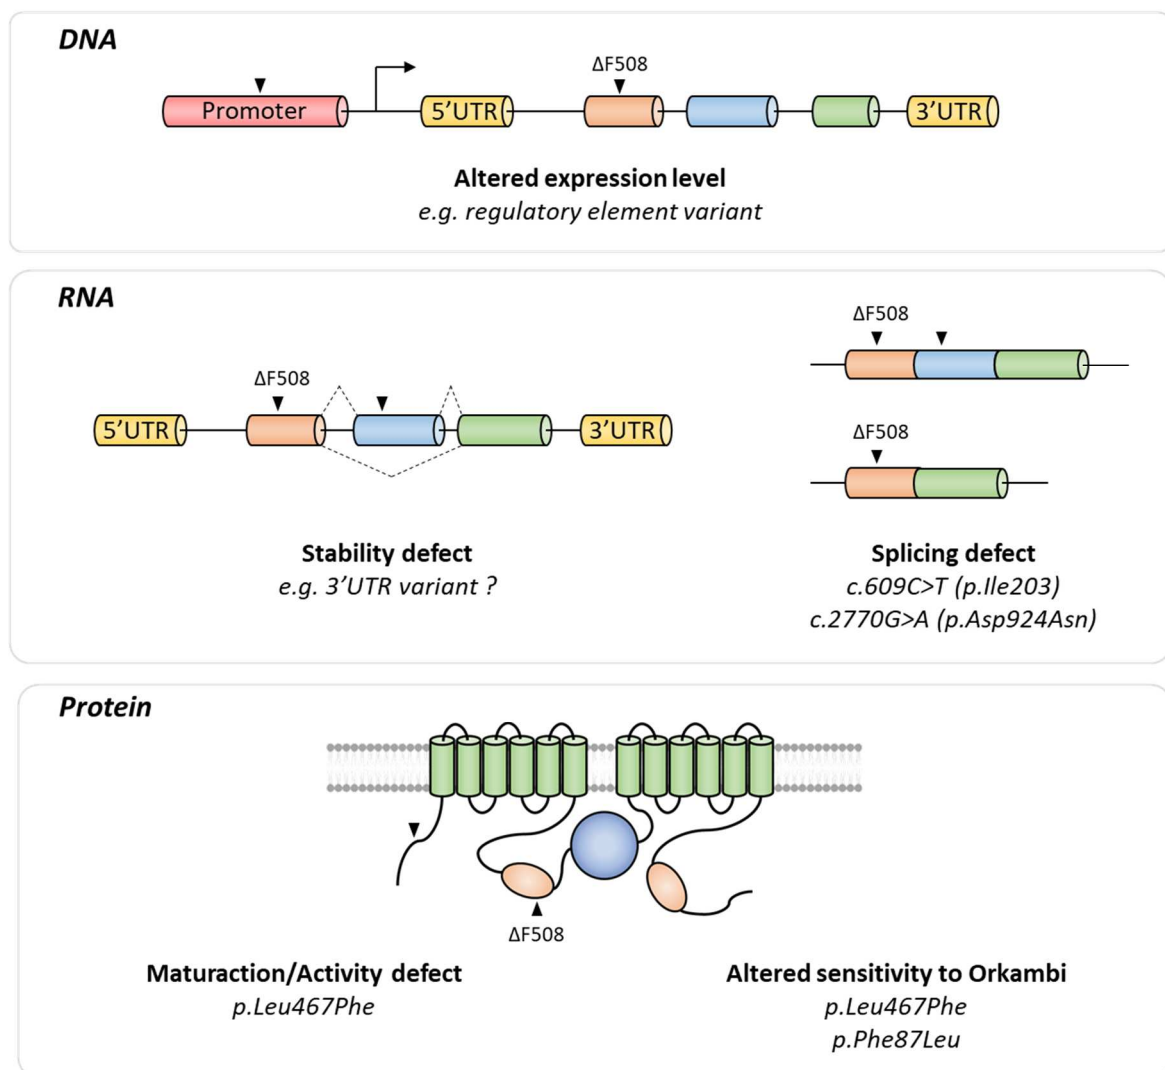 DNA
ΔF508
Promoter
5'UTR
3'UTR
Altered expression level
e.g. regulatory element variant
RNA
ΔF508
5'UTR
3'UTR
ΔF508
ΔF508
Stability defect
e.g. 3'UTR variant ?
Splicing defect
c.609C>T (p.Ile203)
c.2770G>A (p.Asp924Asn)
Protein
ΔF508
Maturaction/Activity defect
p.Leu467Phe
Altered sensitivity to Orkambi
p.Leu467Phe
p.Phe87Leu